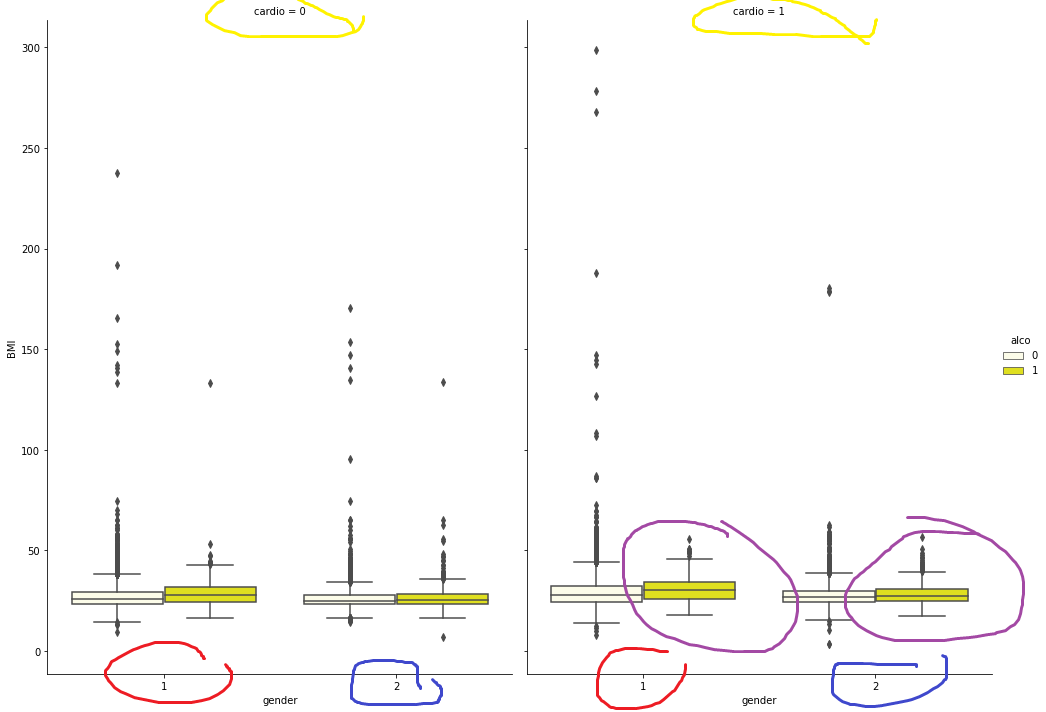 cardio = 0
cardio = 1
300
250
200
150
100
50
0
BMI
alco
0
1
1
2
1
2
gender
gender